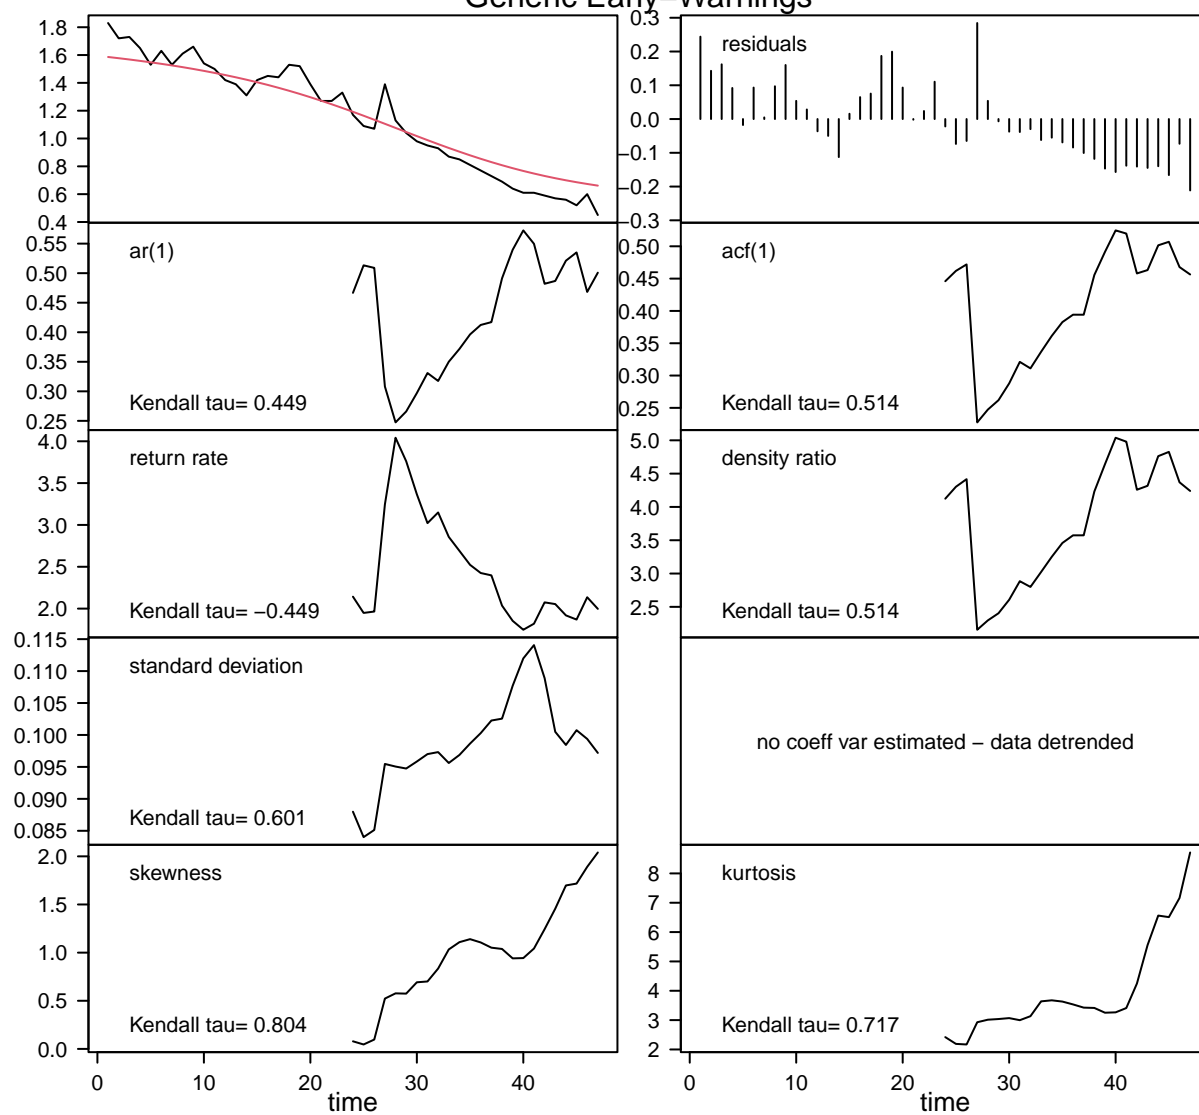 Generic Early−Warnings
1.8
1.6
1.4
1.2
1.0
0.8
0.6
0.4
0.3
0.2
0.1
0.0
−0.1
−0.2
−0.3
residuals
0.55
0.50
0.45
0.40
0.35
0.30
0.25
ar(1)
Kendall tau= 0.449
0.50
0.45
0.40
0.35
0.30
0.25
acf(1)
Kendall tau= 0.514
4.0
3.5
3.0
2.5
2.0
return rate
Kendall tau= −0.449
5.0
4.5
4.0
3.5
3.0
2.5
density ratio
Kendall tau= 0.514
0.115
0.110
0.105
0.100
0.095
0.090
0.085
standard deviation
Kendall tau= 0.601
no coeff var estimated − data detrended
2.0
1.5
1.0
0.5
0.0
skewness
Kendall tau= 0.804
8
7
6
5
4
3
2
kurtosis
Kendall tau= 0.717
0 10 20 30 40
time
0 10 20 30 40
time